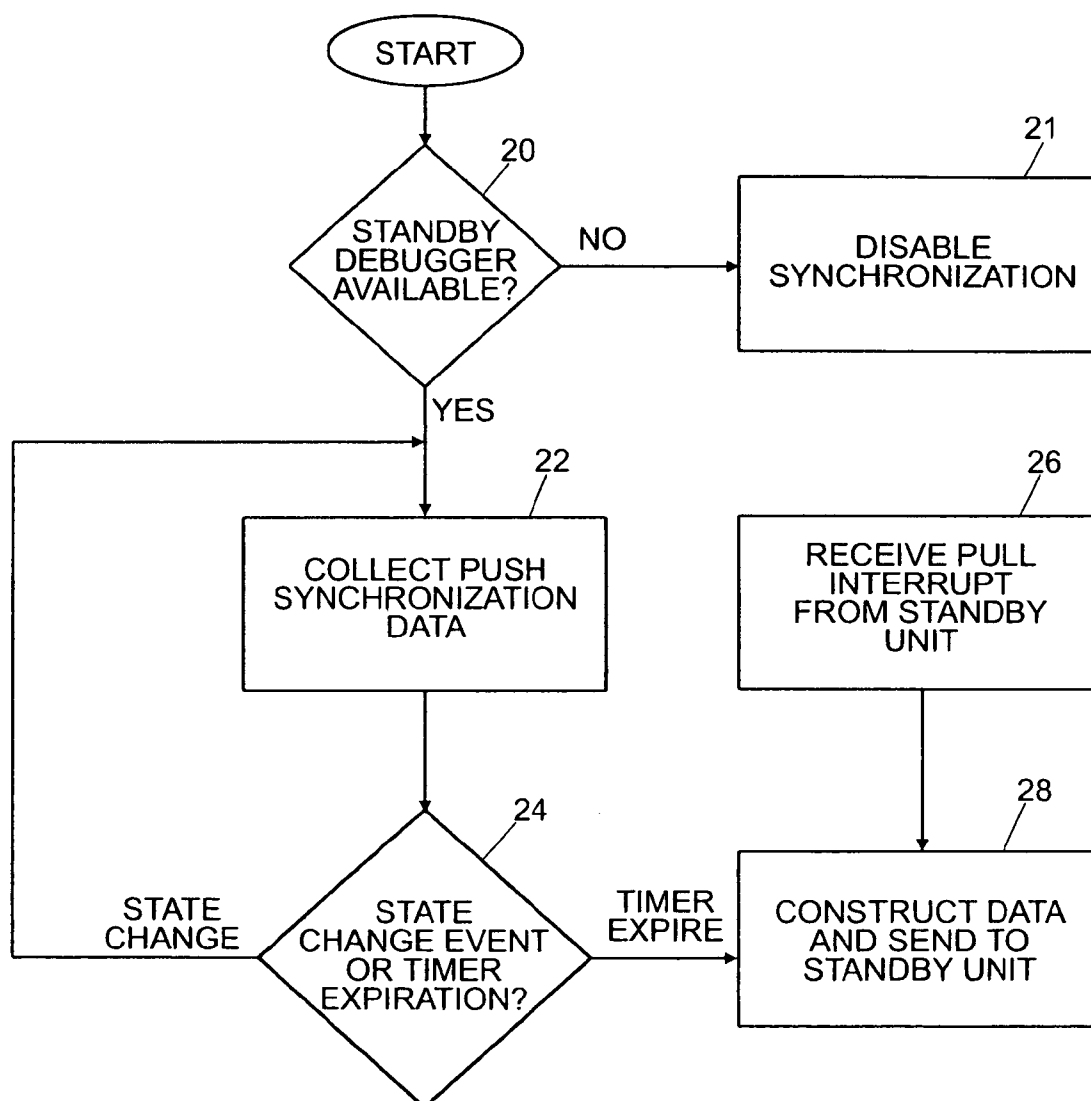 START
20
STANDBY
DEBUGGER
AVAILABLE?
NO
21
DISABLE
SYNCHRONIZATION
YES
22
COLLECT PUSH
SYNCHRONIZATION
DATA
26
RECEIVE PULL
INTERRUPT
FROM STANDBY
UNIT
24
STATE
CHANGE
STATE
CHANGE EVENT
OR TIMER
EXPIRATION?
TIMER
EXPIRE
28
CONSTRUCT DATA
AND SEND TO
STANDBY UNIT